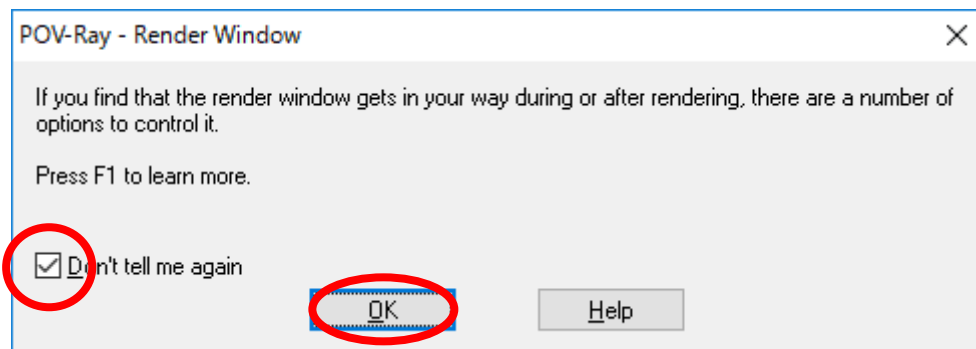 POV-Ray - Render Window
If you find that the render window gets in your way during or after rendering, there are a number of
options to control it.
Press F1 to learn more.
Don't tell me again
OK
Help